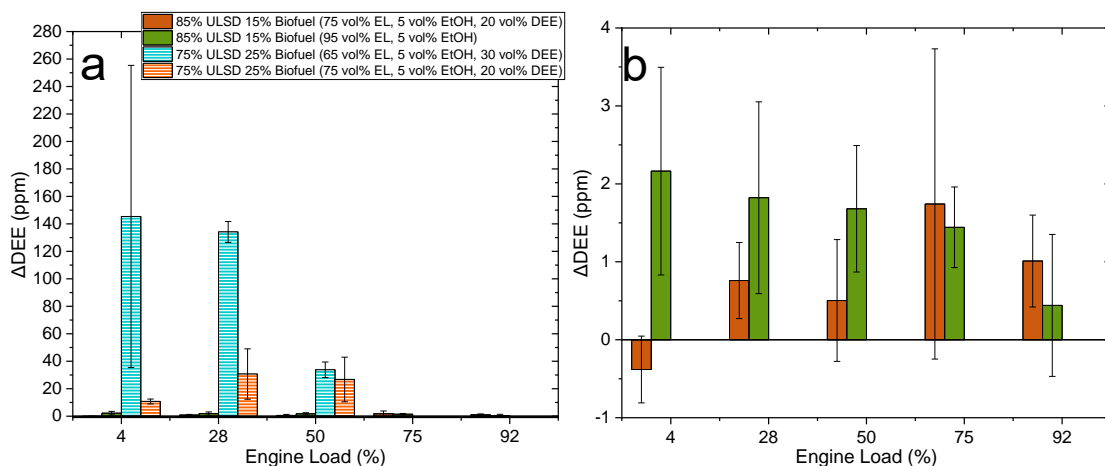 85% ULSD 15% Biofuel (75 vol% EL, 5 vol% EtOH, 20 vol% DEE)
85% ULSD 15% Biofuel (95 vol% EL, 5 vol% EtOH)
75% ULSD 25% Biofuel (65 vol% EL, 5 vol% EtOH, 30 vol% DEE)
75% ULSD 25% Biofuel (75 vol% EL, 5 vol% EtOH, 20 vol% DEE)
a
280
260
240
220
200
180
160
140
120
100
80
60
40
20
0
ΔDEE (ppm)
4 28 50 75 92
Engine Load (%)
b
4
3
2
1
0
-1
ΔDEE (ppm)
4 28 50 75 92
Engine Load (%)